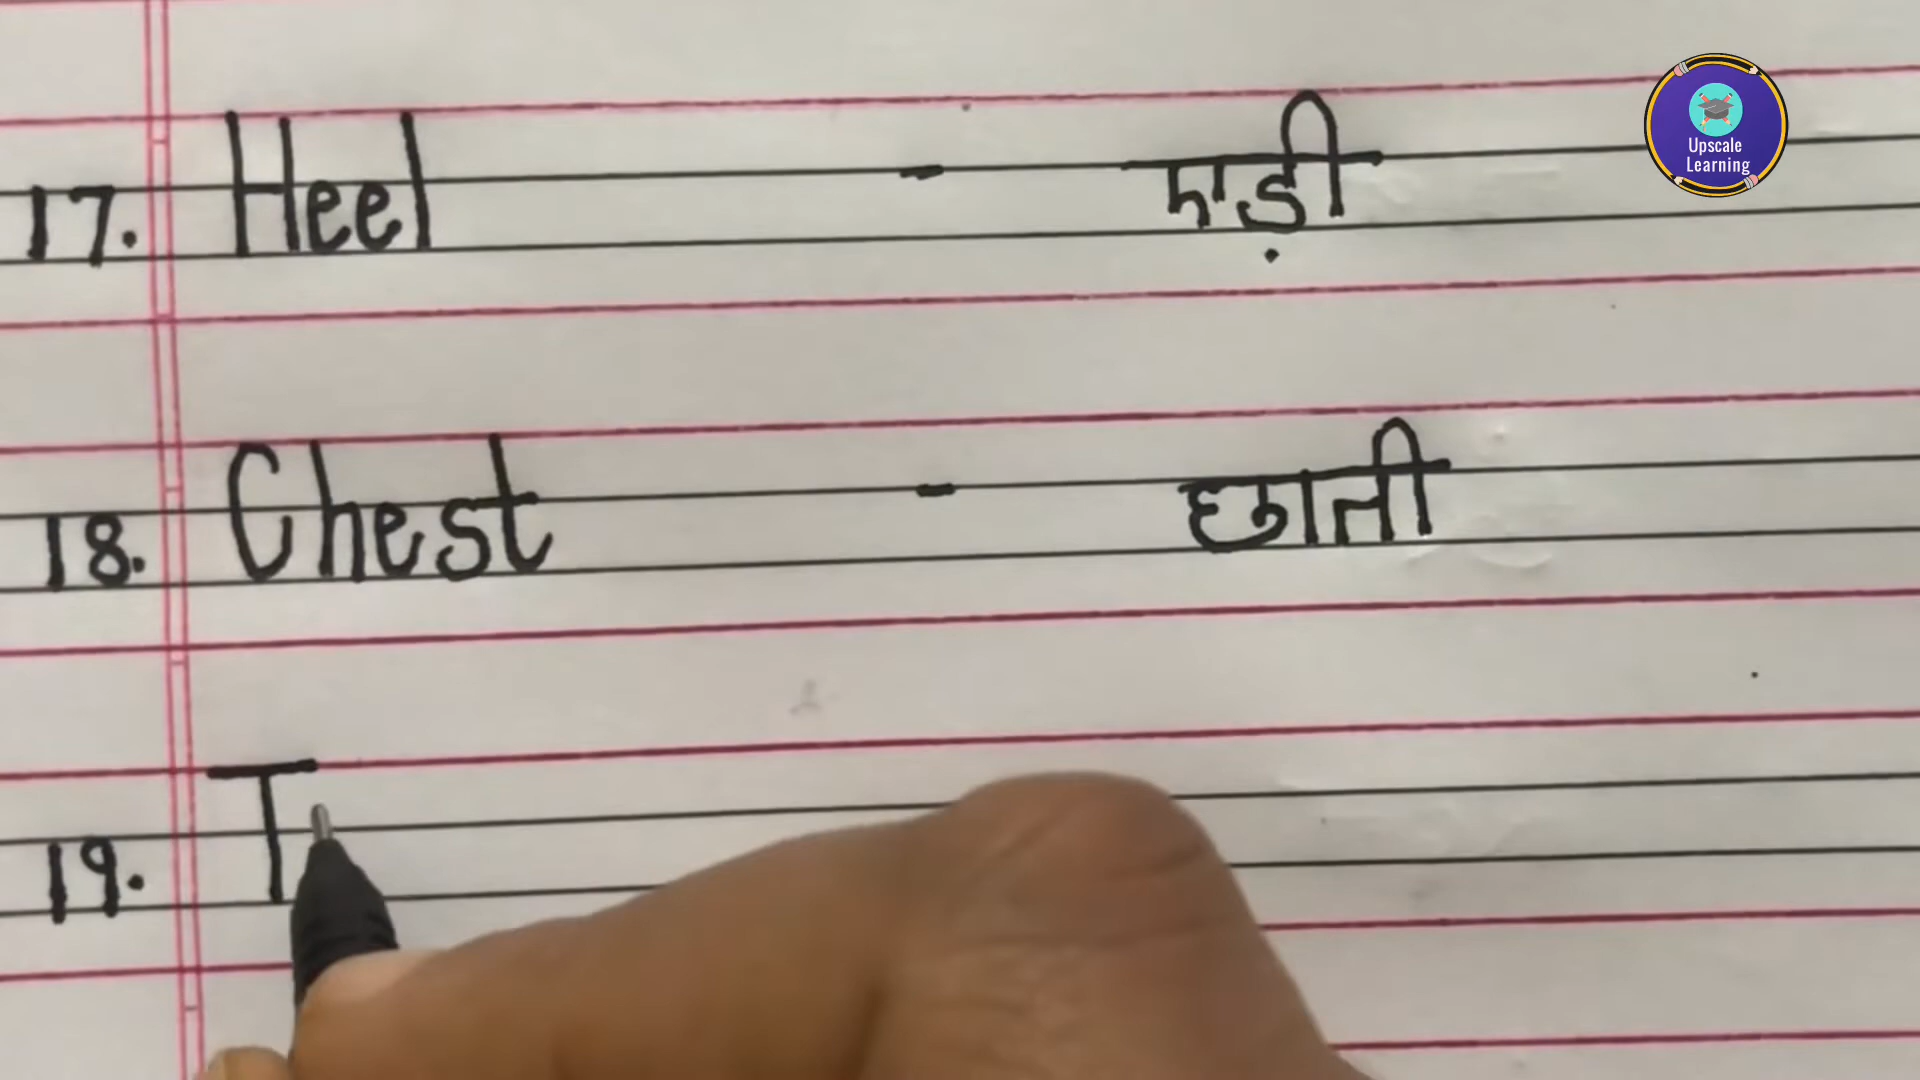 17. Heel - एड़ी
18. Chest - छाती
19. T
Upscale
Learning